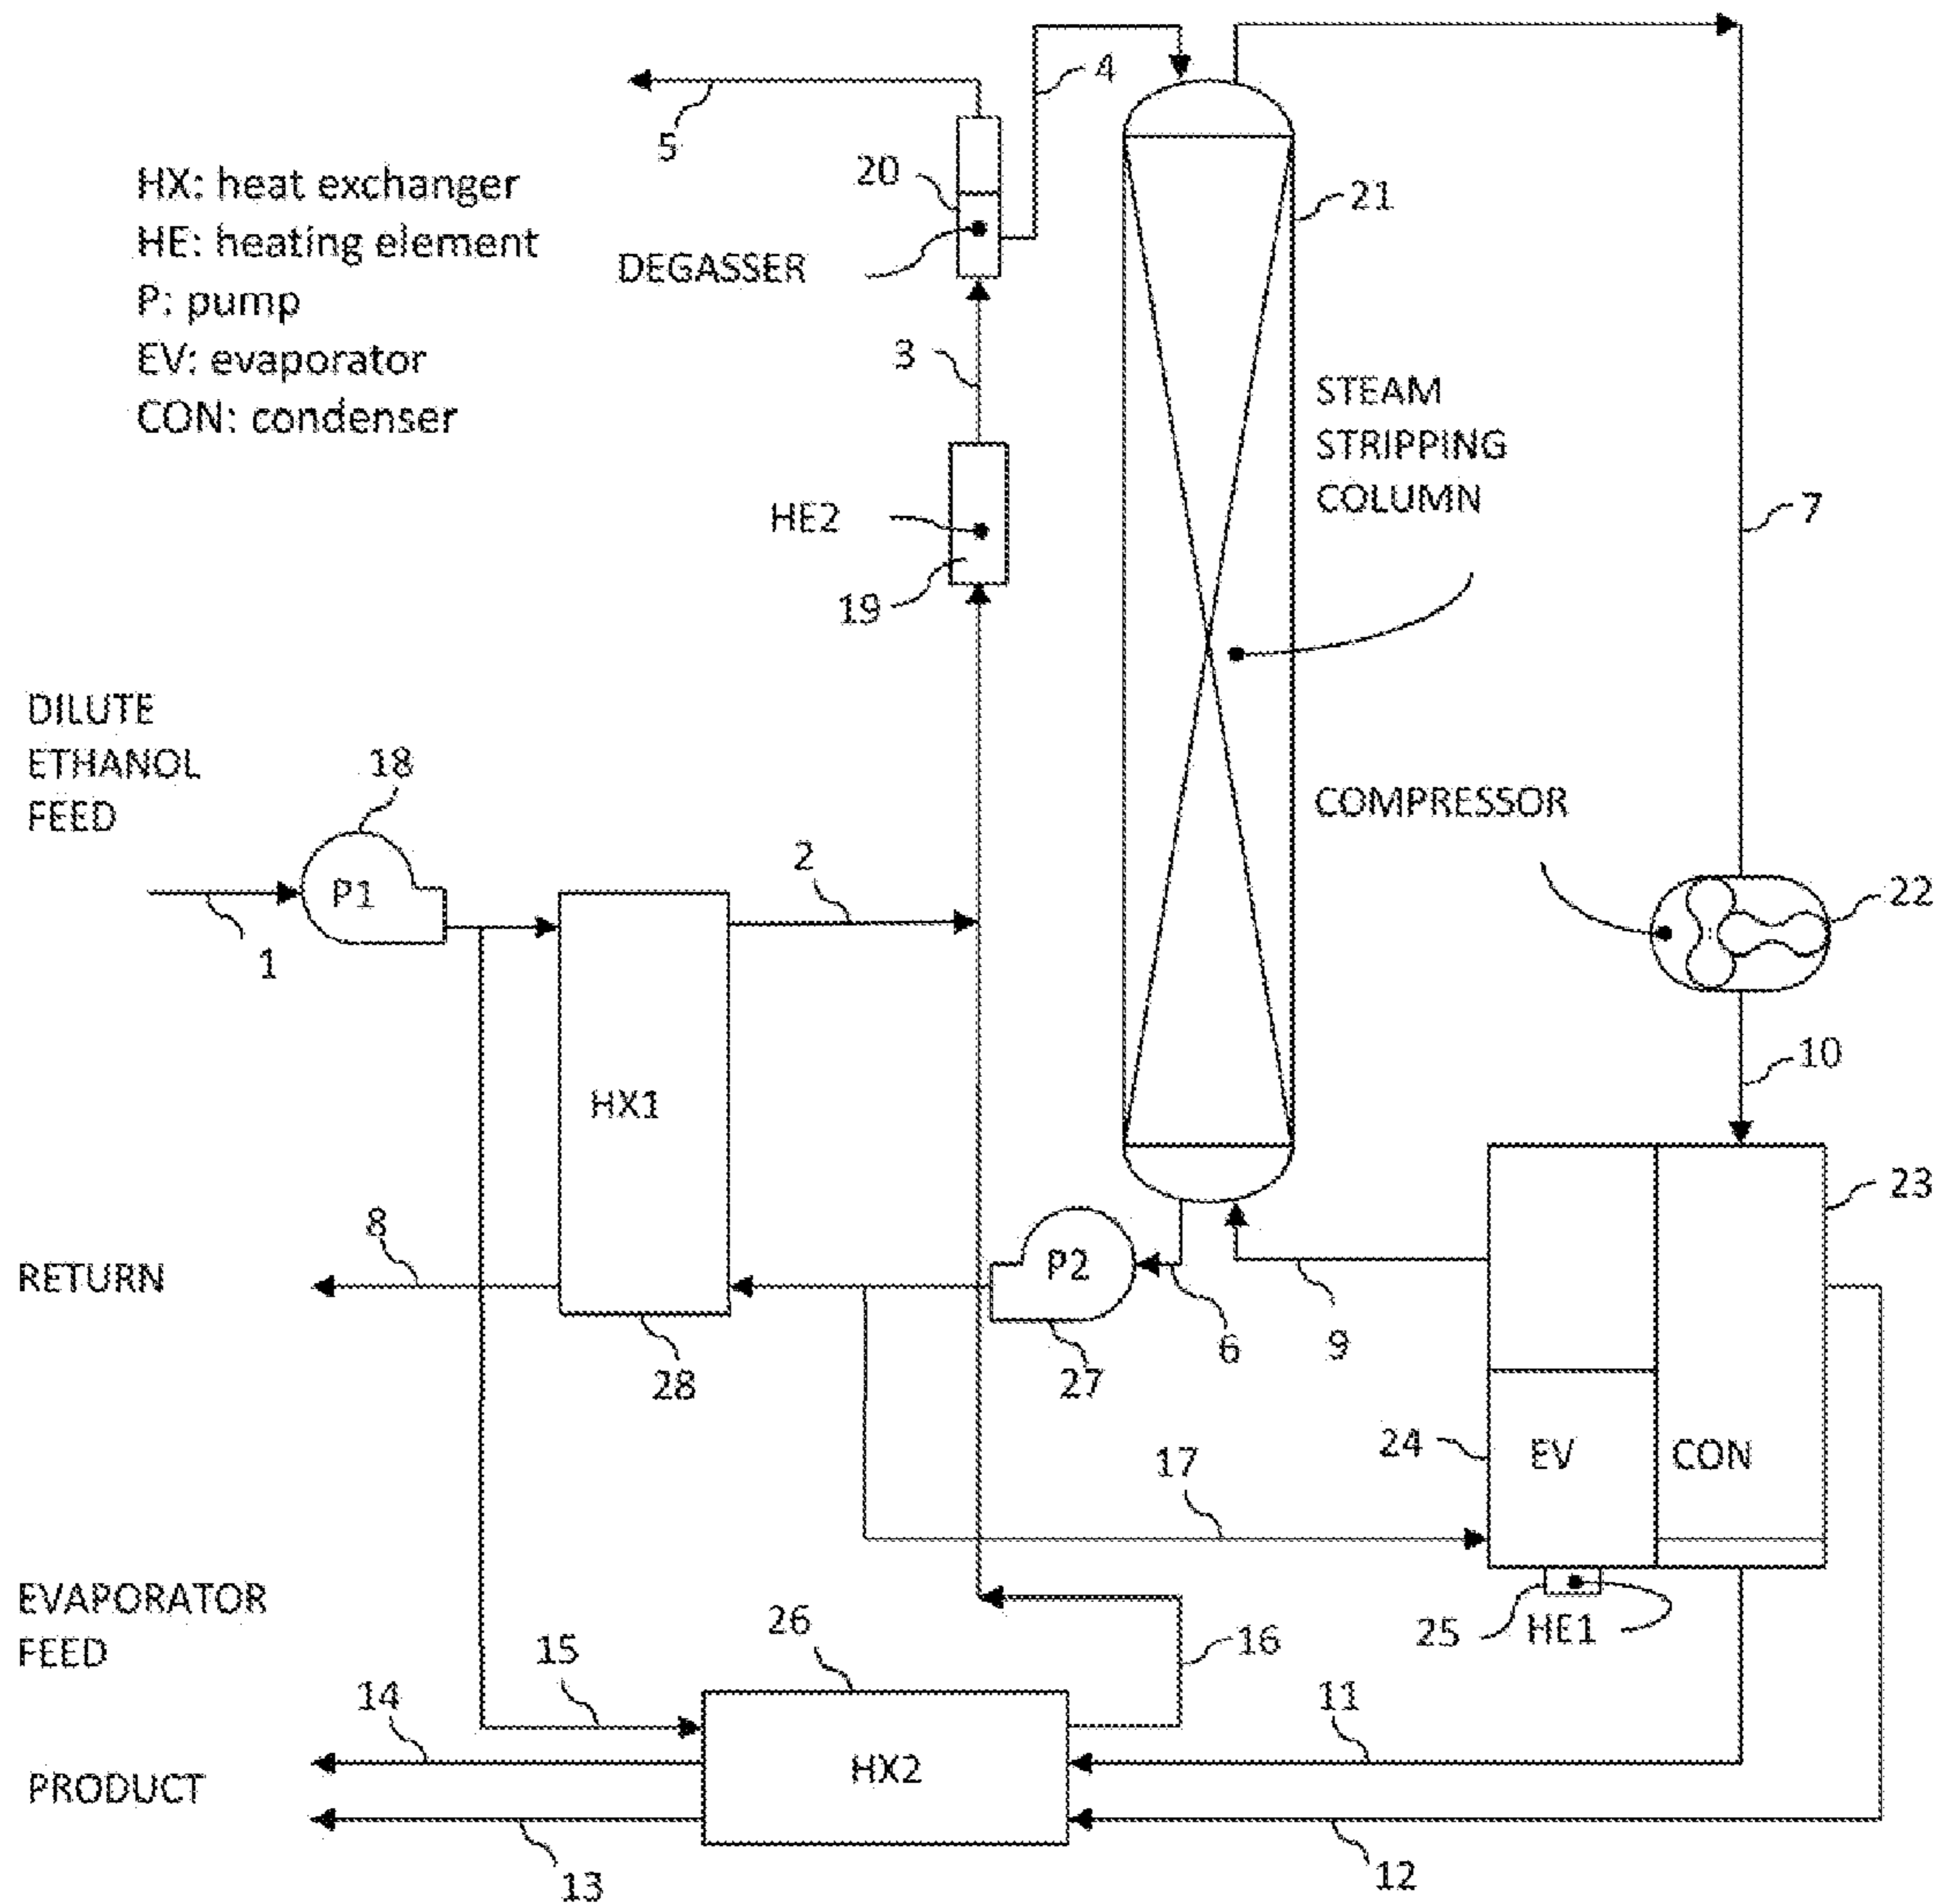 4
5
20
HX: heat exchanger
HE: heating element
P: pump
EV: evaporator
CON: condenser
21
DEGASSER
3
STEAM
STRIPPING
COLUMN
7
HE2
19
DILUTE
ETHANOL
FEED
18
COMPRESSOR
P1
2
22
1
10
HX1
23
8
RETURN
P2
6
9
27
28
24
EV
CON
17
EVAPORATOR
FEED
25
HE1
26
15
16
14
11
HX2
PRODUCT
13
12